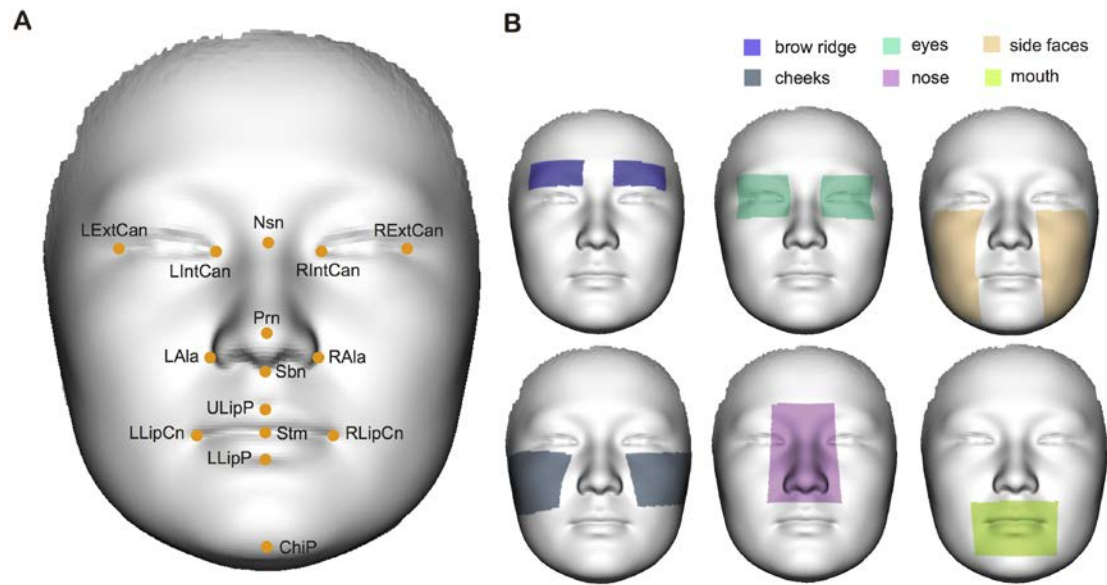 A
LExtCan
Nsn
RExtCan
LIntCan
RIntCan
Prn
LAla
RAla
Sbn
ULipP
LLipCn
Stm
RLipCn
LLipP
ChiP
B
brow ridge
eyes
side faces
cheeks
nose
mouth